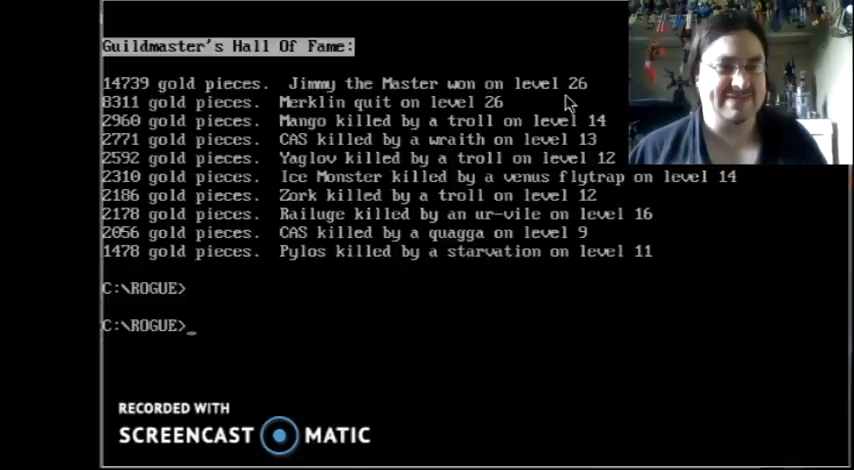 Guildmaster's Hall Of Fame:
14739 gold pieces. Jimmy the Master won on level 26
8311 gold pieces. Merklin quit on level 26
2960 gold pieces. Mango killed by a troll on level 14
2771 gold pieces. CAS killed by a wraith on level 13
2592 gold pieces. Yaglov killed by a troll on level 12
2310 gold pieces. Ice Monster killed by a venus flytrap on level 14
2186 gold pieces. Zork killed by a troll on level 12
2178 gold pieces. Railuge killed by an ur-vile on level 16
2056 gold pieces. CAS killed by a quagga on level 9
1478 gold pieces. Pylos killed by a starvation on level 11
C:\ROGUE>
C:\ROGUE>_
RECORDED WITH
SCREENCAST MATIC